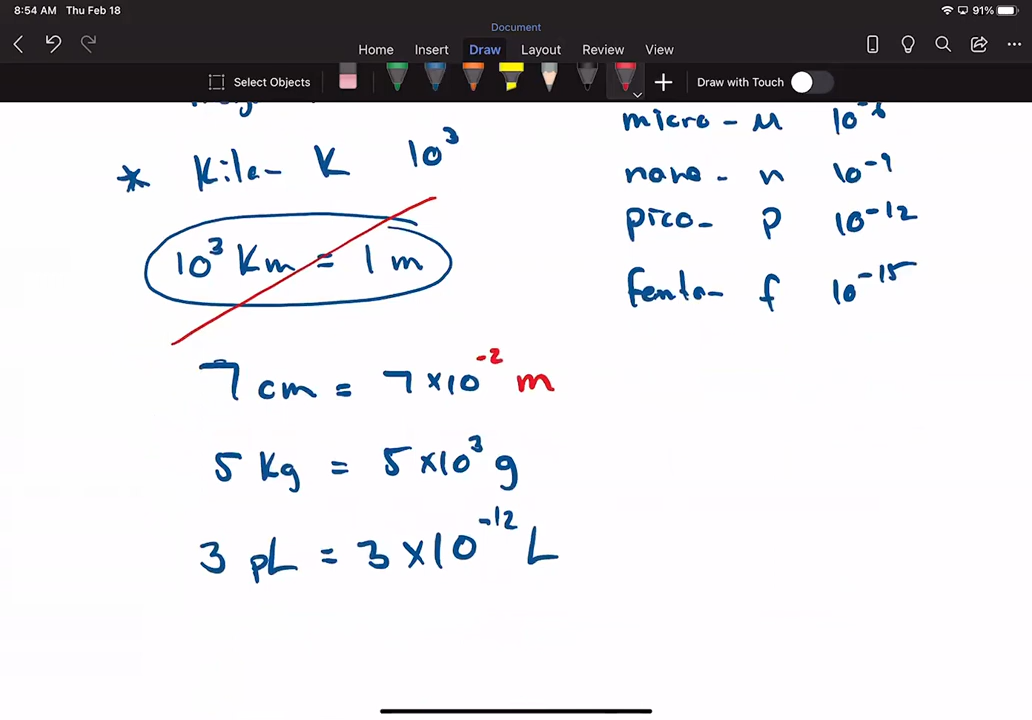 8:54 AM Thu Feb 18
91%
Document
Home Insert Draw Layout Review View
Select Objects
Draw with Touch
* Kilo- K 10³
10³ Km = 1 m
7 cm = 7 × 10⁻² m
5 Kg = 5 × 10³ g
3 pL = 3 × 10⁻¹² L
micro - μ 10⁻⁶
nano - n 10⁻⁹
pico- p 10⁻¹²
femto- f 10⁻¹⁵